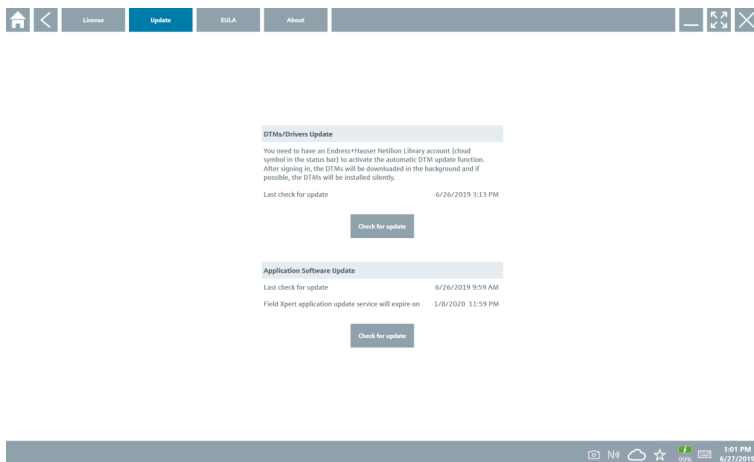 License Update EULA About
DTMs/Drivers Update
You need to have an Endress+Hauser Netilion Library account (cloud
symbol in the status bar) to activate the automatic DTM update function.
After signing in, the DTMs will be downloaded in the background and if
possible, the DTMs will be installed silently.
Last check for update 6/26/2019 3:13 PM
Check for update
Application Software Update
Last check for update 6/26/2019 9:59 AM
Field Xpert application update service will expire on 1/8/2020 11:59 PM
Check for update
99% 1:01 PM
6/27/2019